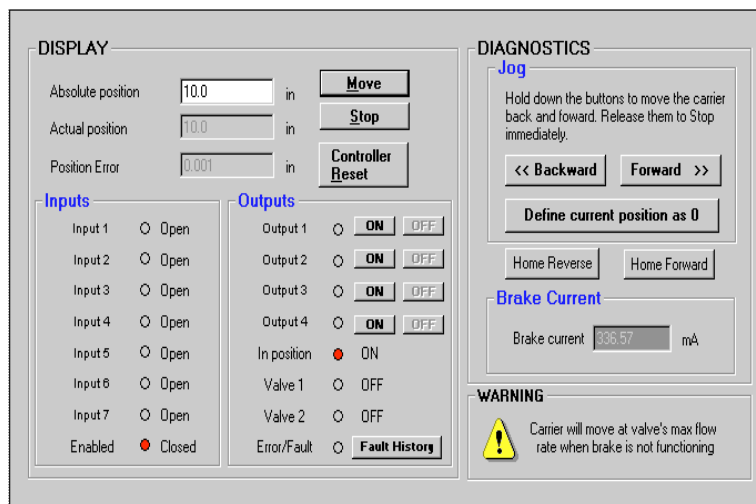 DISPLAY
Absolute position 10.0 in Move
Actual position 10.0 in Stop
Position Error 0.001 in Controller Reset
Inputs
Input 1 Open
Input 2 Open
Input 3 Open
Input 4 Open
Input 5 Open
Input 6 Open
Input 7 Open
Enabled Closed
Outputs
Output 1 ON OFF
Output 2 ON OFF
Output 3 ON OFF
Output 4 ON OFF
In position ON
Valve 1 OFF
Valve 2 OFF
Error/Fault Fault History
DIAGNOSTICS
Jog
Hold down the buttons to move the carrier
back and foward. Release them to Stop
immediately.
<< Backward Forward >>
Define current position as 0
Home Reverse Home Forward
Brake Current
Brake current 336.57 mA
WARNING
Carrier will move at valve's max flow
rate when brake is not functioning